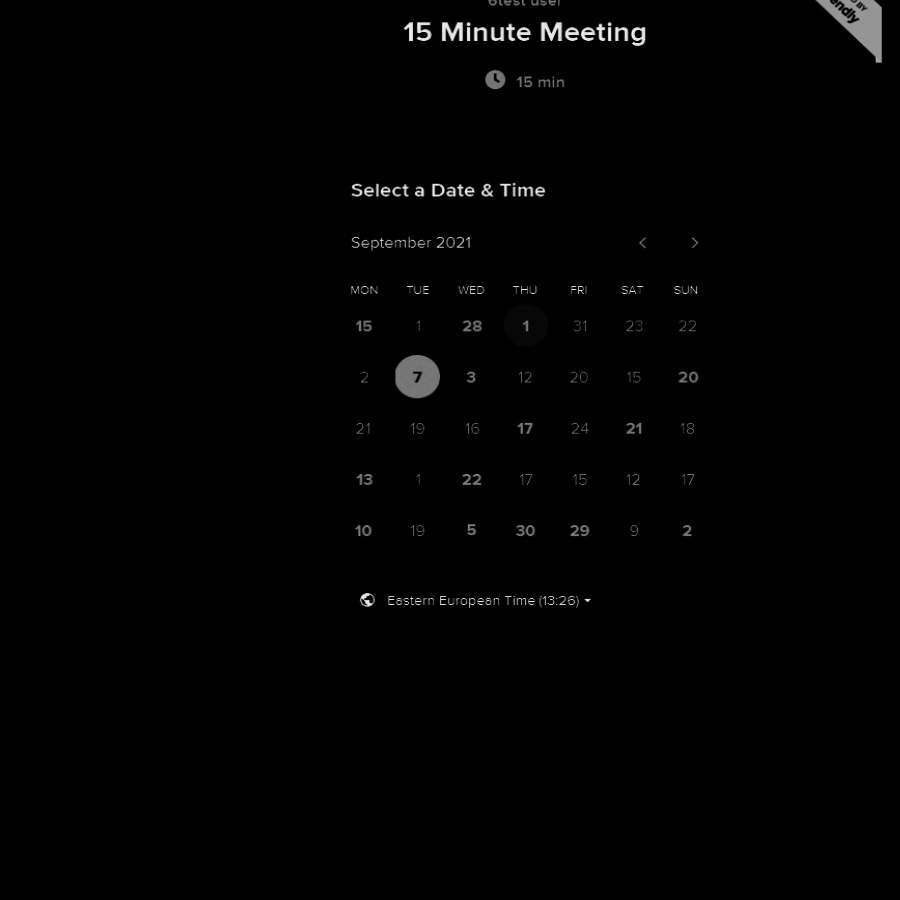 6test user
15 Minute Meeting
15 min
Select a Date & Time
September 2021
MON TUE WED THU FRI SAT SUN
15 1 28 1 31 23 22
2 7 3 12 20 15 20
21 19 16 17 24 21 18
13 1 22 17 15 12 17
10 19 5 30 29 9 2
Eastern European Time (13:26)